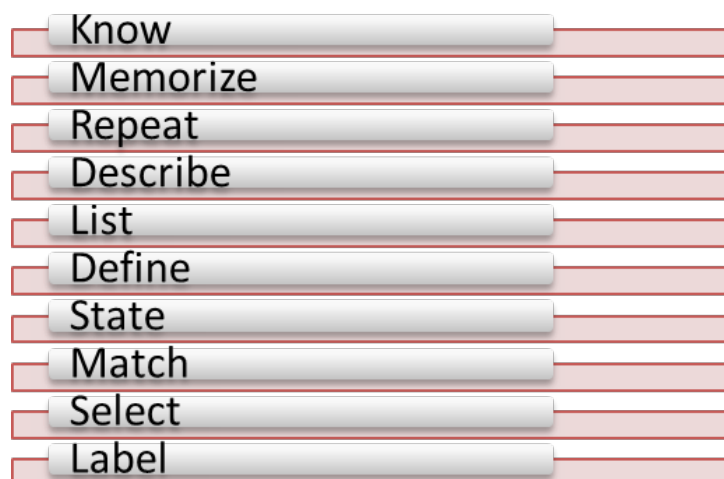 Know
Memorize
Repeat
Describe
List
Define
State
Match
Select
Label